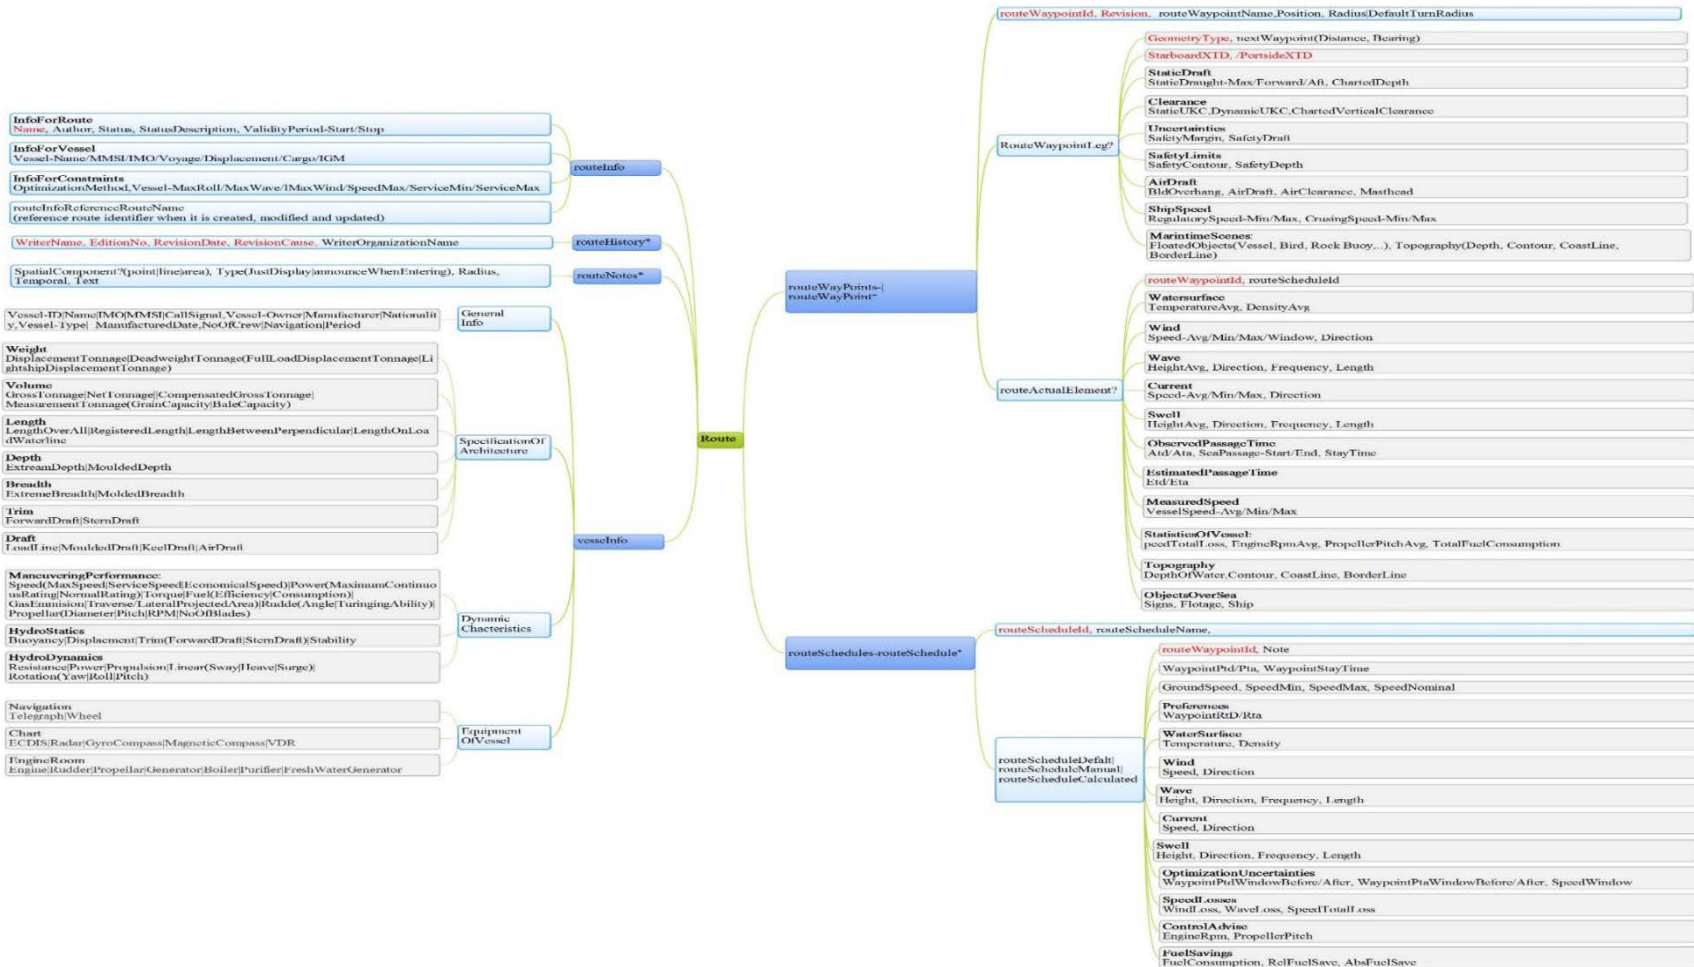 InfoForRoute
Name, Author, Status, StatusDescription, ValidityPeriod-Start/Stop
InfoForVessel
Vessel-Name/MMSI/IMO/Voyage/Displacement/Cargo/IGM
InfoForConstraints
OptimizationMethod,Vessel-MaxRoll/MaxWave/lMaxWind/SpeedMax/ServiceMin/ServiceMax
routeInfoReferenceRouteName
(reference route identifier when it is created, modified and updated)
routeInfo
WriterName, EditionNo, RevisionDate, RevisionCause, WriterOrganizationName
routeHistory*
SpatialComponent?(point|line|area), Type(JustDisplay|announceWhenEntering), Radius,
Temporal, Text
routeNotes*
Vessel-ID|Name|IMO|MMSI|CallSignal,Vessel-Owner|Manufacturer|Nationalit
y,Vessel-Type| ManufacturedDate,NoOfCrew|Navigation|Period
General
Info
Weight
DisplacementTonnage|DeadweightTonnage(FullLoadDisplacementTonnage|Li
ghtshipDisplacementTonnage)
Volume
GrossTonnage|NetTonnage||CompensatedGrossTonnage|
MeasurementTonnage(GrainCapacity|BaleCapacity)
Length
LengthOverAll|RegisteredLength|LengthBetweenPerpendicular|LengthOnLoa
dWaterline
Depth
ExtreamDepth|MouldedDepth
Breadth
ExtremeBreadth|MoldedBreadth
Trim
ForwardDraft|SternDraft
Draft
LoadLine|MouldedDraft|KeelDraft|AirDraft
SpecificationOf
Architecture
ManeuveringPerformance:
Speed(MaxSpeed|ServiceSpeed|EconomicalSpeed)|Power(MaximumContinuo
usRating|NormalRating)|Torque|Fuel(Efficiency|Consumption)|
GasEmmision|Traverse/LateralProjectedArea)|Rudde(Angle|TuringingAbility)|
Propellar(Diameter|Pitch|RPM|NoOfBlades)
HydroStatics
Buoyancy|Displacment|Trim(ForwardDraft|SternDraft)|Stability
HydroDynamics
Resistance|Power|Propulsion|Linear(Sway|Heave|Surge)|
Rotation(Yaw|Roll|Pitch)
Dynamic
Chacteristics
Navigation
Telegraph|Wheel
Chart
ECDIS|Radar|GyroCompass|MagneticCompass|VDR
EngineRoom
Engine|Rudder|Propellar|Generator|Boiler|Purifier|FreshWaterGenerator
Equipment
OfVessel
vesseInfo
Route
routeWayPoints-|
routeWayPoint*
routeWaypointId, Revision, routeWaypointName,Position, Radius|DefaultTurnRadius
RouteWaypointLeg?
GeometryType, nextWaypoint(Distance, Bearing)
StarboardXTD, /PortsideXTD
StaticDraft
StaticDraught-Max/Forward/Aft, ChartedDepth
Clearance
StaticUKC,DynamicUKC,ChartedVerticalClearance
Uncertainties
SafetyMargin, SafetyDraft
SafetyLimits
SafetyContour, SafetyDepth
AirDraft
BldOverhang, AirDraft, AirClearance, Masthead
ShipSpeed
RegularitySpeed-Min/Max, CrusingSpeed-Min/Max
MarintimeScenes:
FloatedObjects(Vessel, Bird, Rock Buoy,..), Topography(Depth, Contour, CoastLine,
BorderLine)
routeActualElement?
routeWaypointId, routeScheduleId
Watersurface
TemperatureAvg, DensityAvg
Wind
Speed-Avg/Min/Max/Window, Direction
Wave
HeightAvg, Direction, Frequency, Length
Current
Speed-Avg/Min/Max, Direction
Swell
HeightAvg, Direction, Frequency, Length
ObservedPassageTime
Atd/Ata, SeaPassage-Start/End, StayTime
EstimatedPassageTime
Etd/Eta
MeasuredSpeed
VesselSpeed-Avg/Min/Max
StatisticsOfVessel:
peedTotalLoss, EngineRpmAvg, PropellerPitchAvg, TotalFuelConsumption
Topography
DepthOfWater,Contour, CoastLine, BorderLine
ObjectsOverSea
Signs, Flotage, Ship
routeSchedules-routeSchedule*
routeScheduleId, routeScheduleName,
routeScheduleDefalt|
routeScheduleManual|
routeScheduleCalculated
routeWaypointId, Note
WaypointPtd/Pta, WaypointStayTime
GroundSpeed, SpeedMin, SpeedMax, SpeedNominal
Preferences
WaypointRtD/Rta
WaterSurface
Temperature, Density
Wind
Speed, Direction
Wave
Height, Direction, Frequency, Length
Current
Speed, Direction
Swell
Height, Direction, Frequency, Length
OptimizationUncertainties
WaypointPtdWindowBefore/After, WaypointPtaWindowBefore/After, SpeedWindow
SpeedLosses
WindLoss, WaveLoss, SpeedTotalLoss
ControlAdvise
EngineRpm, PropellerPitch
FuelSavings
FuelConsumption, RelFuelSave, AbsFuelSave